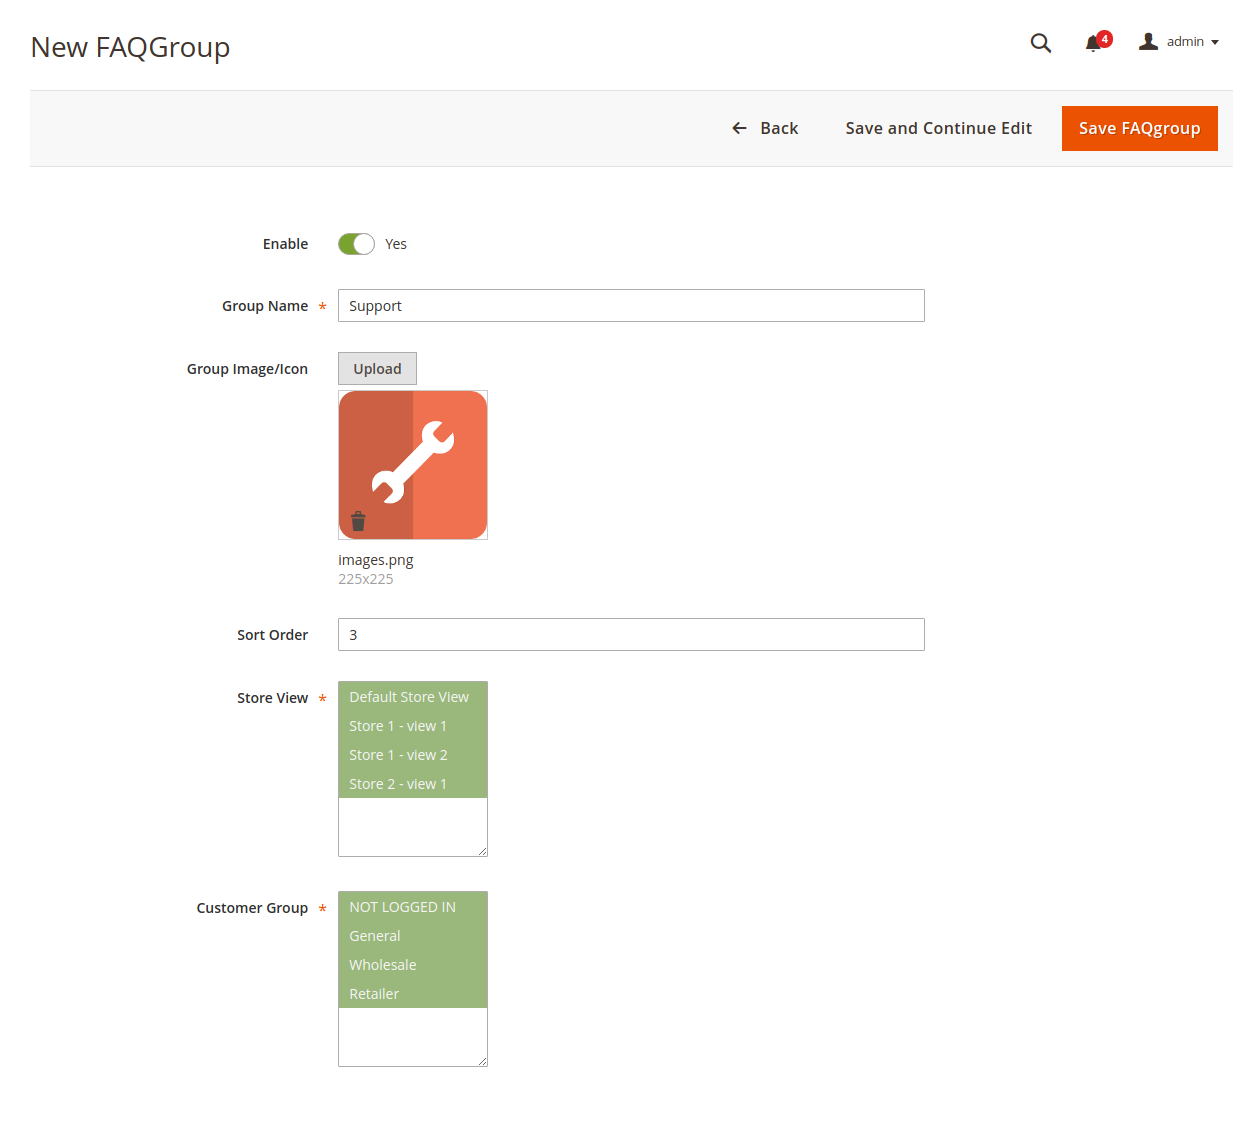 New FAQGroup
4
admin
Back
Save and Continue Edit
Save FAQgroup
Enable
Yes
Group Name *
Support
Group Image/Icon
Upload
images.png
225x225
Sort Order
3
Store View *
Default Store View
Store 1 - view 1
Store 1 - view 2
Store 2 - view 1
Customer Group *
NOT LOGGED IN
General
Wholesale
Retailer